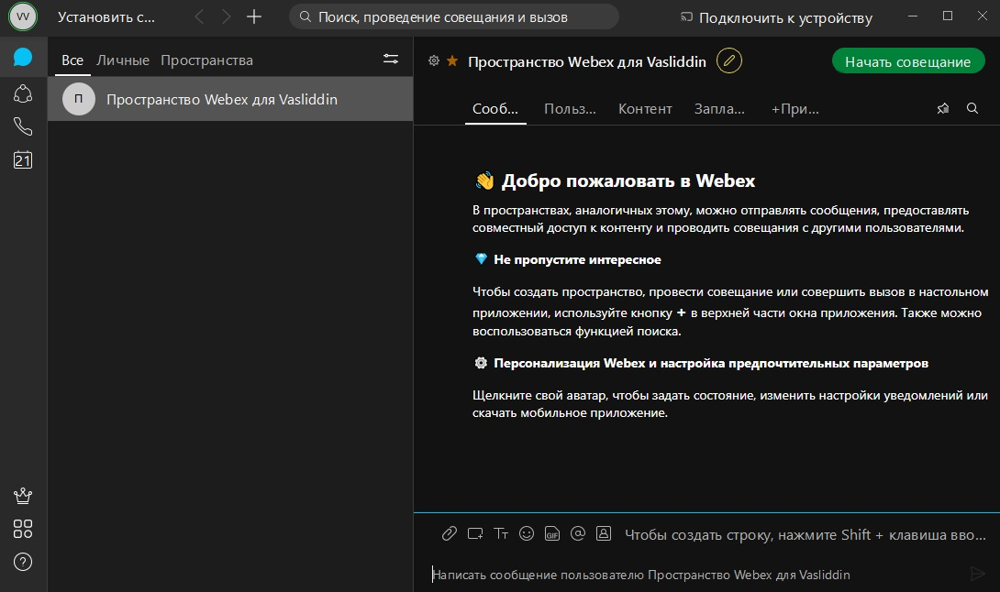 VV Установить с... Поиск, проведение совещания и вызов Подключить к устройству
Все Личные Пространства
П Пространство Webex для Vasliddin
21
Пространство Webex для Vasliddin Начать совещание
Сооб... Польз... Контент Запла... +При...
👋 Добро пожаловать в Webex
В пространствах, аналогичных этому, можно отправлять сообщения, предоставлять
совместный доступ к контенту и проводить совещания с другими пользователями.
💎 Не пропустите интересное
Чтобы создать пространство, провести совещание или совершить вызов в настольном
приложении, используйте кнопку + в верхней части окна приложения. Также можно
воспользоваться функцией поиска.
⚙ Персонализация Webex и настройка предпочтительных параметров
Щелкните свой аватар, чтобы задать состояние, изменить настройки уведомлений или
скачать мобильное приложение.
GIF Чтобы создать строку, нажмите Shift + клавиша вво...
Написать сообщение пользователю Пространство Webex для Vasliddin